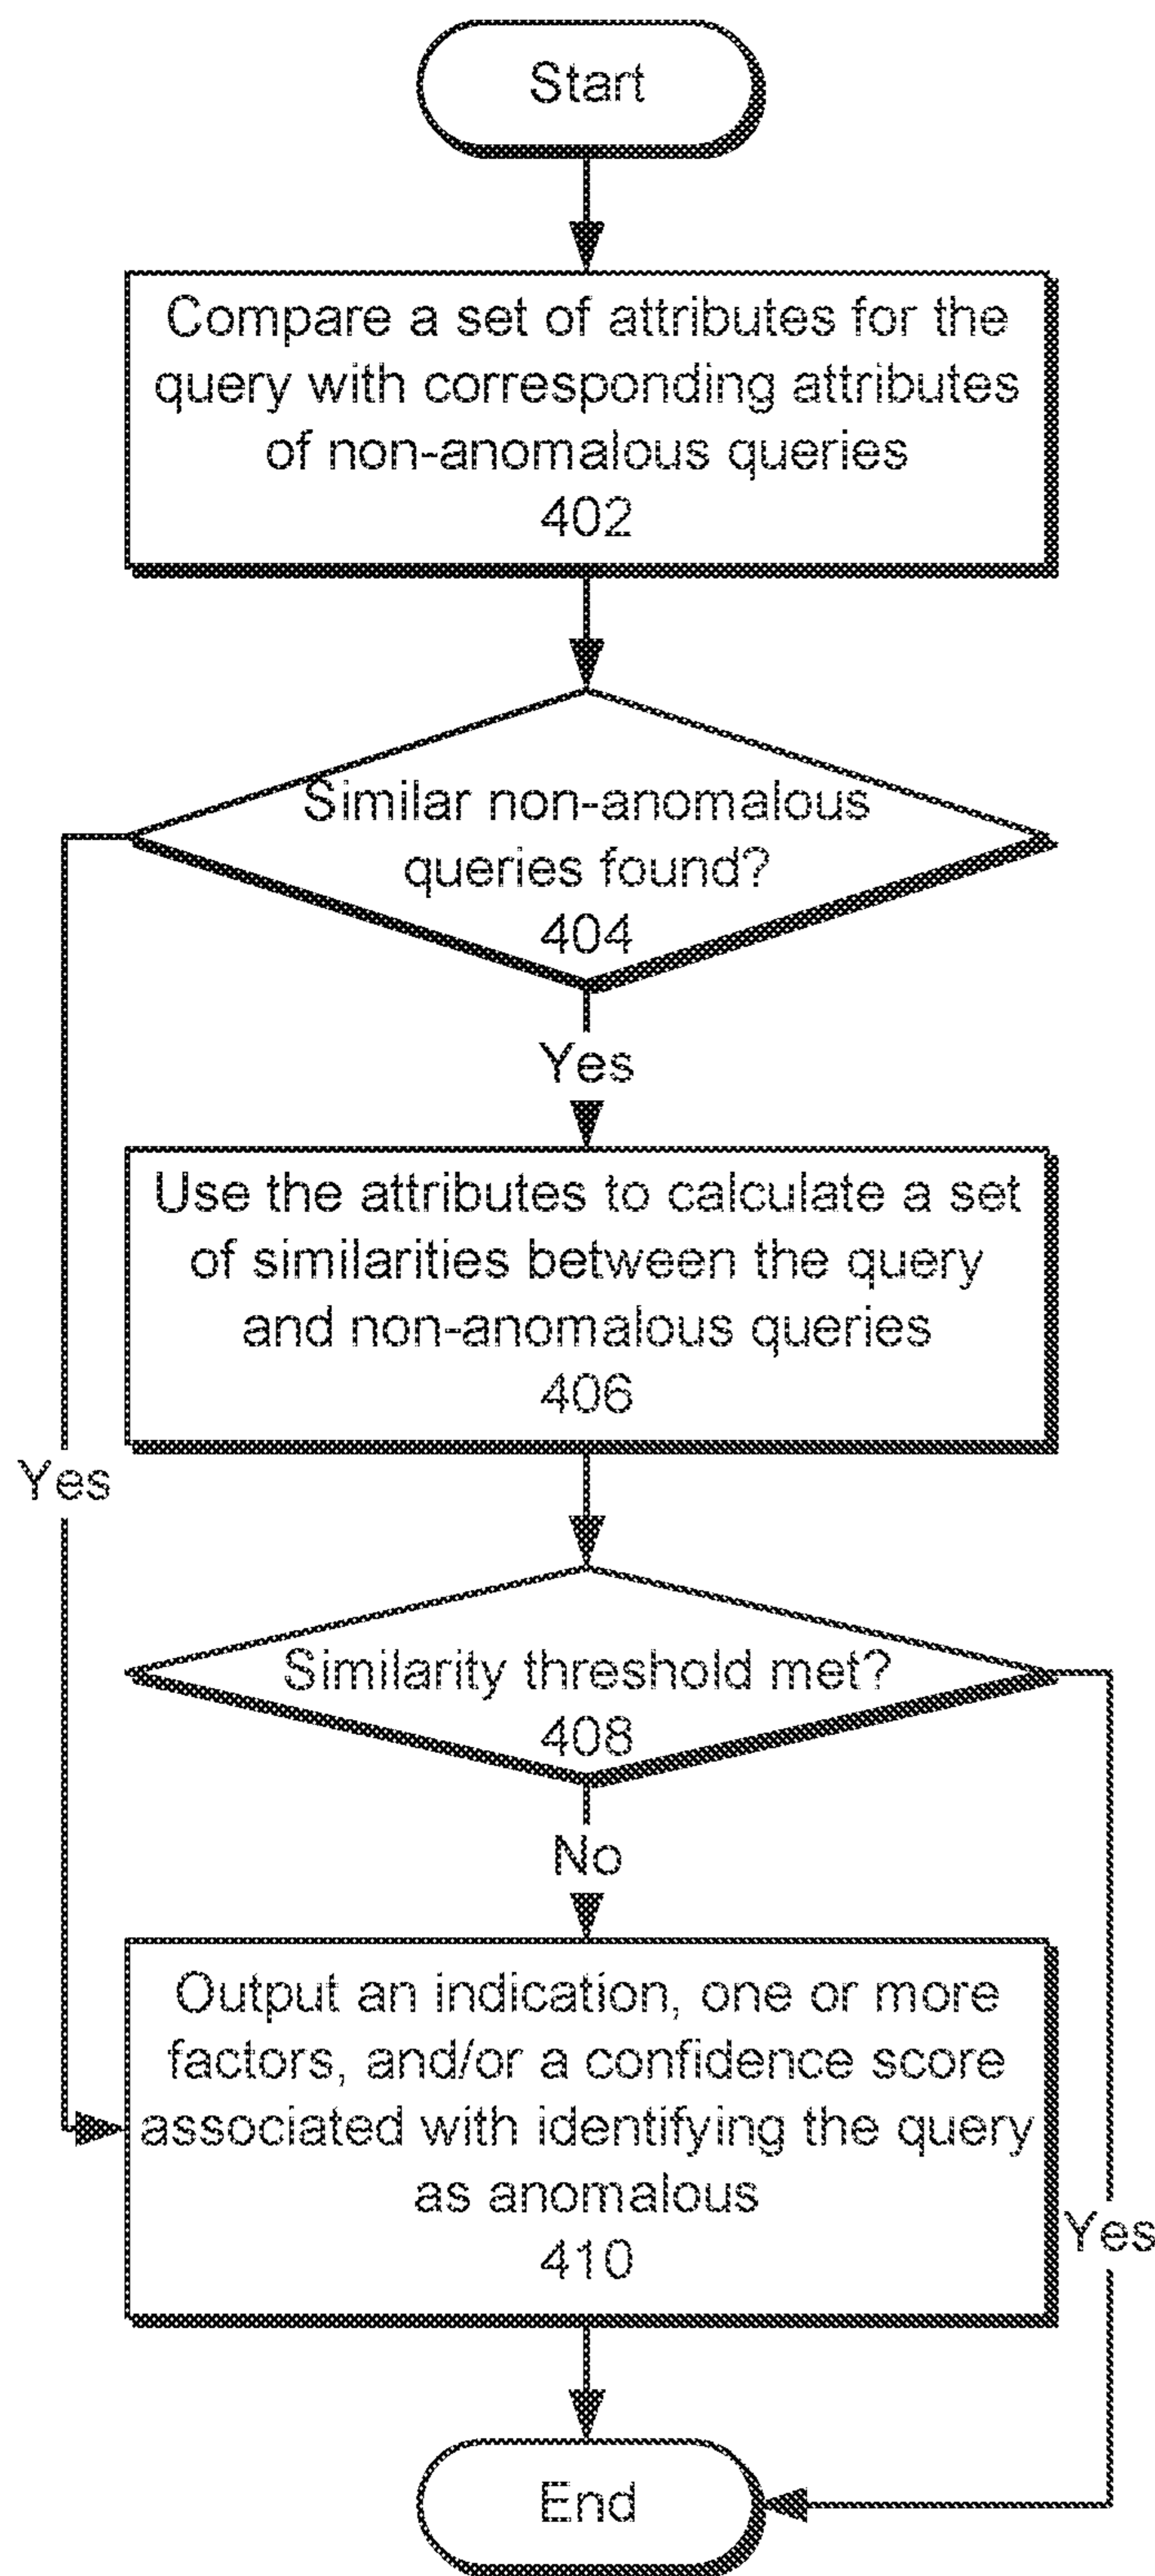 Start
Compare a set of attributes for the
query with corresponding attributes
of non-anomalous queries
402
Similar non-anomalous
queries found?
404
Yes
Use the attributes to calculate a set
of similarities between the query
and non-anomalous queries
406
Yes
Similarity threshold met?
408
No
Output an indication, one or more
factors, and/or a confidence score
associated with identifying the query
as anomalous
410
Yes
End